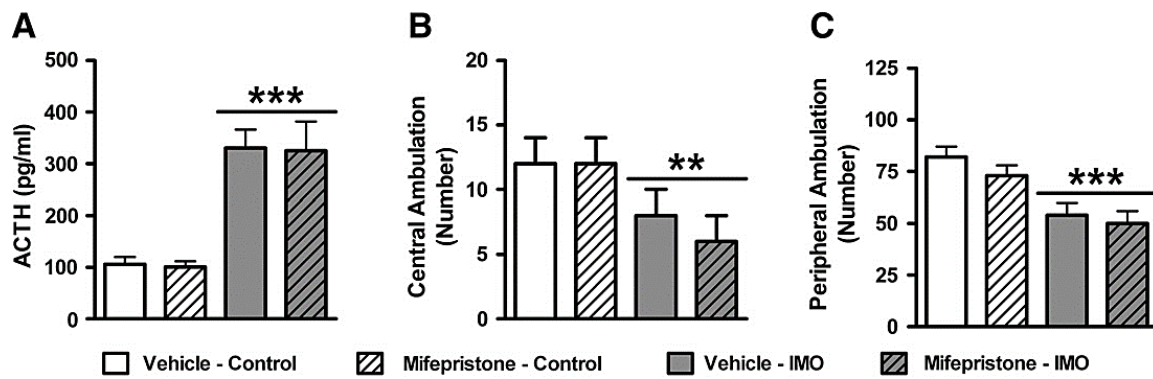 A
B
C
ACTH (pg/ml)
500
400
300
200
100
0
***
Central Ambulation
(Number)
20
15
10
5
0
**
Peripheral Ambulation
(Number)
125
100
75
50
25
0
***
Vehicle - Control
Mifepristone - Control
Vehicle - IMO
Mifepristone - IMO